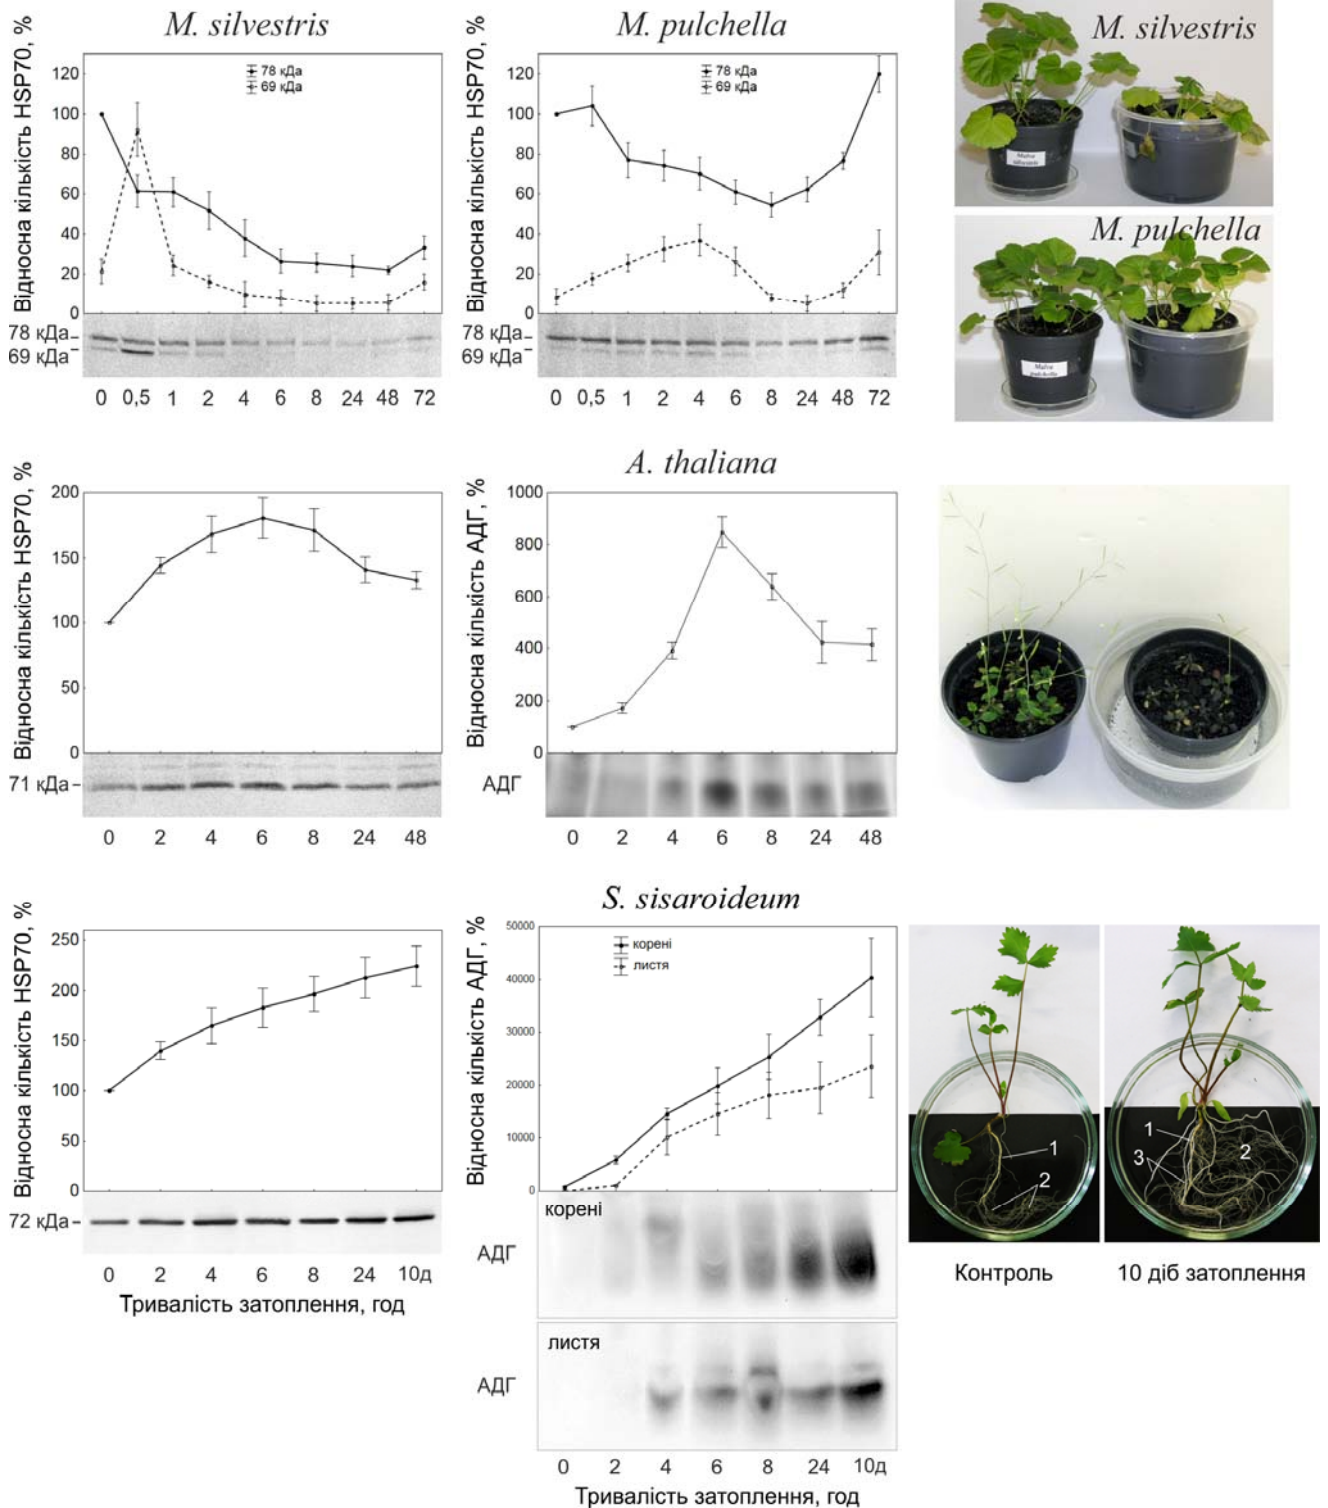 M. silvestris
Відносна кількість HSP70, %
120
100
80
60
40
20
0
78 кДа
69 кДа
78 кДа
69 кДа
0 0,5 1 2 4 6 8 24 48 72
M. pulchella
Відносна кількість HSP70, %
120
100
80
60
40
20
0
78 кДа
69 кДа
78 кДа
69 кДа
0 0,5 1 2 4 6 8 24 48 72
M. silvestris
Malva
silvestris
M. pulchella
Malva
pulchella
A. thaliana
Відносна кількість HSP70, %
200
150
100
50
0
71 кДа
0 2 4 6 8 24 48
Відносна кількість АДГ, %
1000
800
600
400
200
0
АДГ
0 2 4 6 8 24 48
S. sisaroideum
Відносна кількість HSP70, %
250
200
150
100
50
0
72 кДа
0 2 4 6 8 24 10д
Тривалість затоплення, год
Відносна кількість АДГ, %
50000
40000
30000
20000
10000
0
корені
листя
корені
АДГ
листя
АДГ
0 2 4 6 8 24 10д
Тривалість затоплення, год
1
2
1
2
3
Контроль
10 діб затоплення